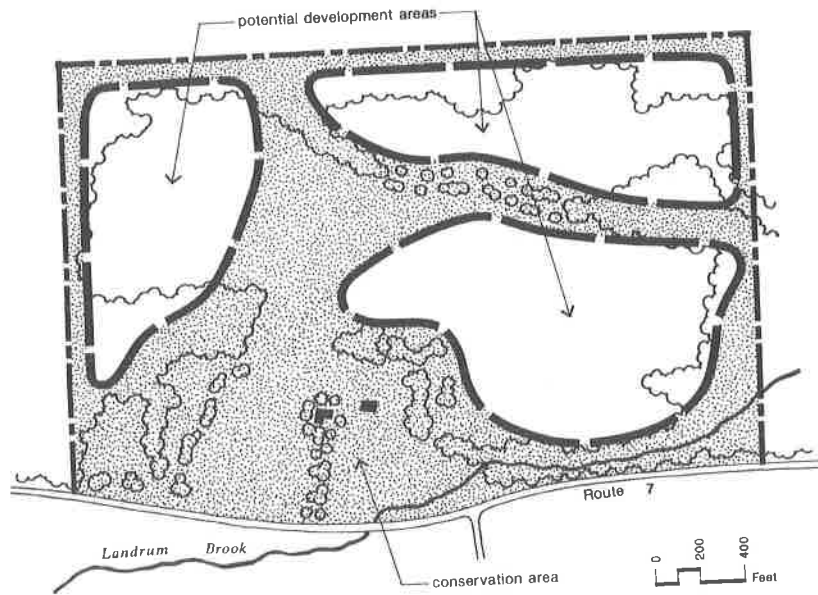 potential development areas
Route 7
Landrum Brook
0 200 400
Feet
conservation area